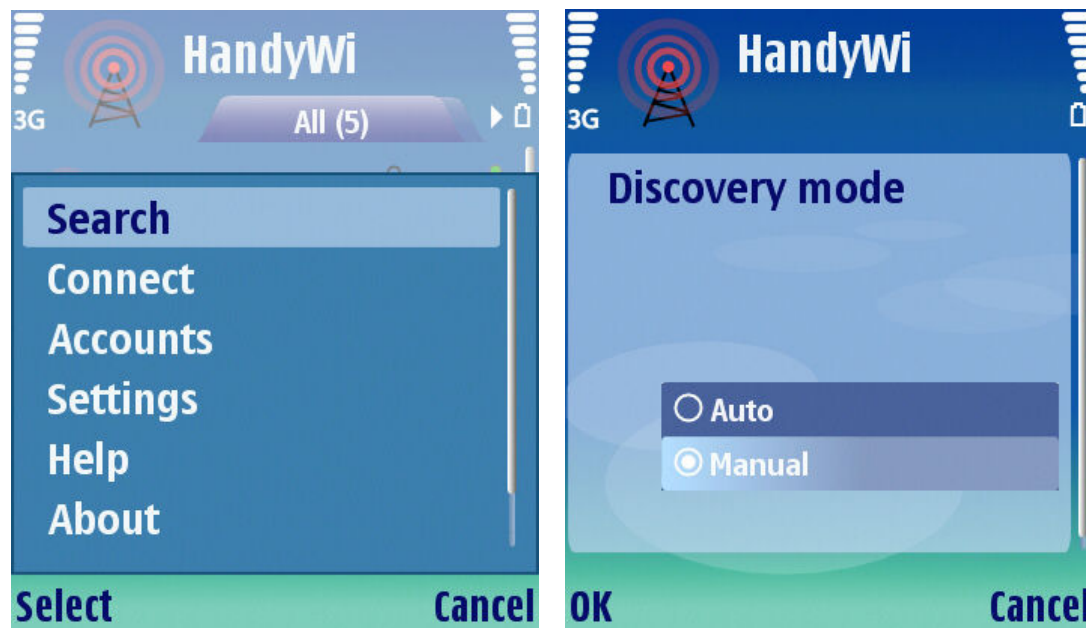 HandyWi
3G
All (5)
Search
Connect
Accounts
Settings
Help
About
Select Cancel
HandyWi
3G
Discovery mode
Auto
Manual
OK Cancel